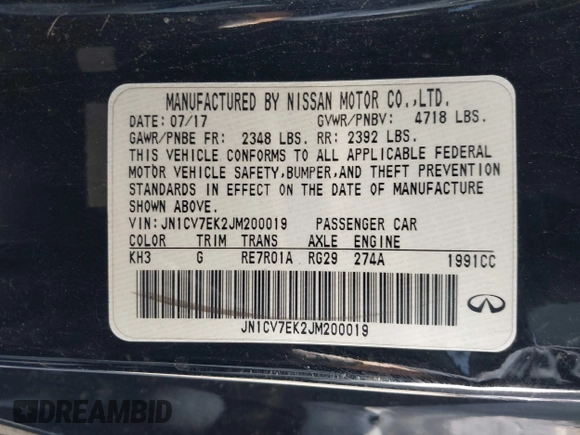 MANUFACTURED BY NISSAN MOTOR CO.,LTD.
DATE: 07/17 GVWR/PNBV: 4718 LBS.
GAWR/PNBE FR: 2348 LBS. RR: 2392 LBS.
THIS VEHICLE CONFORMS TO ALL APPLICABLE FEDERAL
MOTOR VEHICLE SAFETY,BUMPER,AND THEFT PREVENTION
STANDARDS IN EFFECT ON THE DATE OF MANUFACTURE
SHOWN ABOVE.
VIN:JN1CV7EK2JM200019 PASSENGER CAR
COLOR TRIM TRANS AXLE ENGINE
KH3 G RE7R01A RG29 274A 1991CC
JN1CV7EK2JM200019
DREAMBID